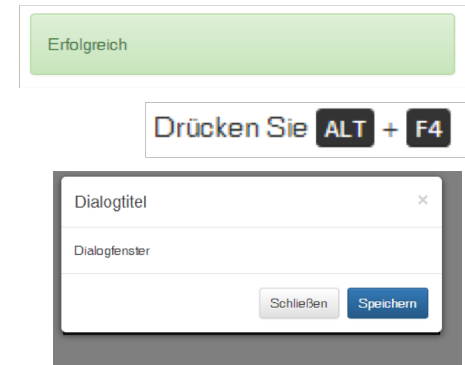 Erfolgreich
Drücken Sie ALT + F4
Dialogtitel ×
Dialogfenster
Schließen Speichern